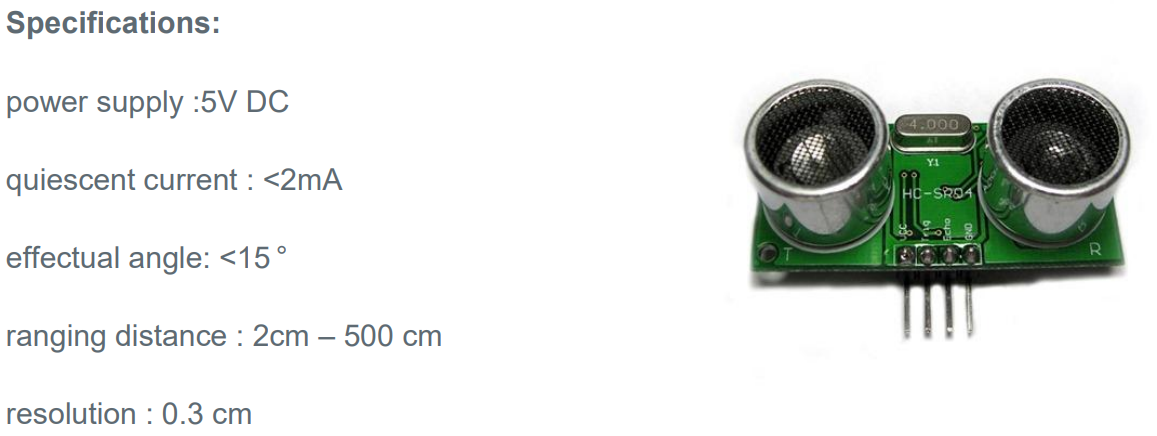 Specifications:
power supply :5V DC
quiescent current : <2mA
effectual angle: <15°
ranging distance : 2cm – 500 cm
resolution : 0.3 cm
4.000
Y1
HC-SR04
VCC
Trig
Echo
GND
T
R